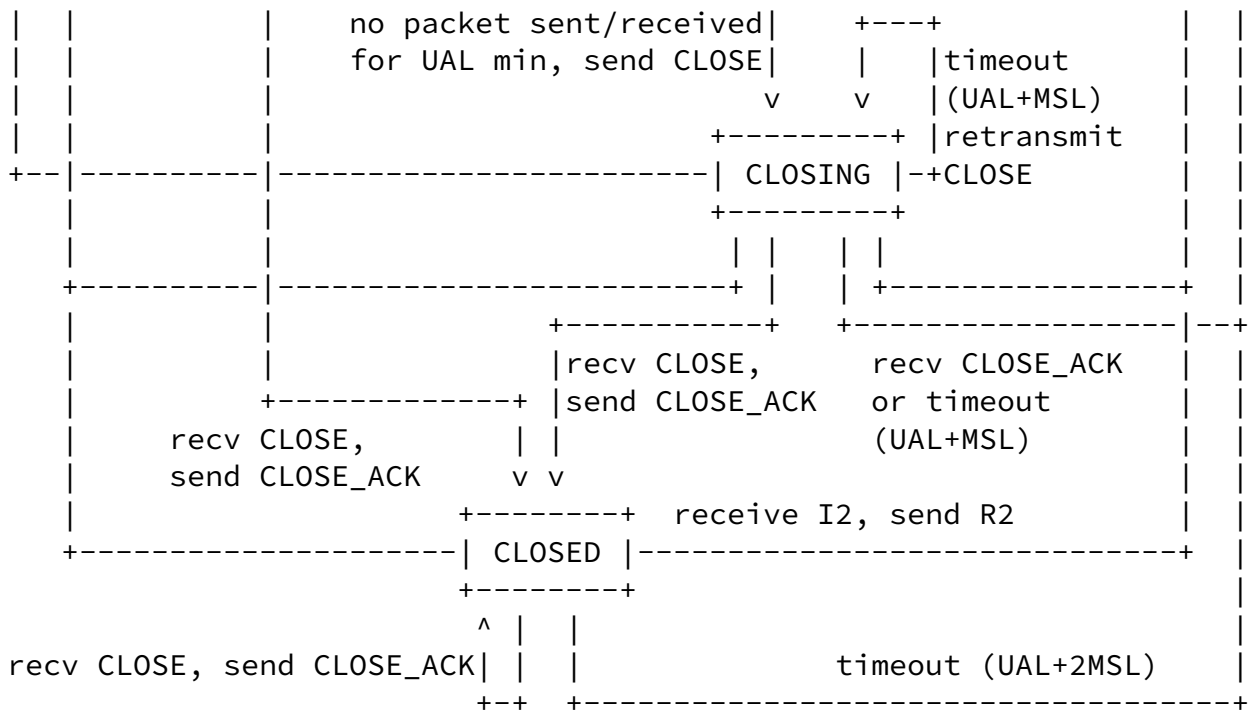 no packet sent/received
for UAL min, send CLOSE
timeout
(UAL+MSL)
retransmit
CLOSING
CLOSE
recv CLOSE, recv CLOSE_ACK
send CLOSE_ACK or timeout
recv CLOSE, (UAL+MSL)
send CLOSE_ACK
receive I2, send R2
CLOSED
recv CLOSE, send CLOSE_ACK timeout (UAL+2MSL)